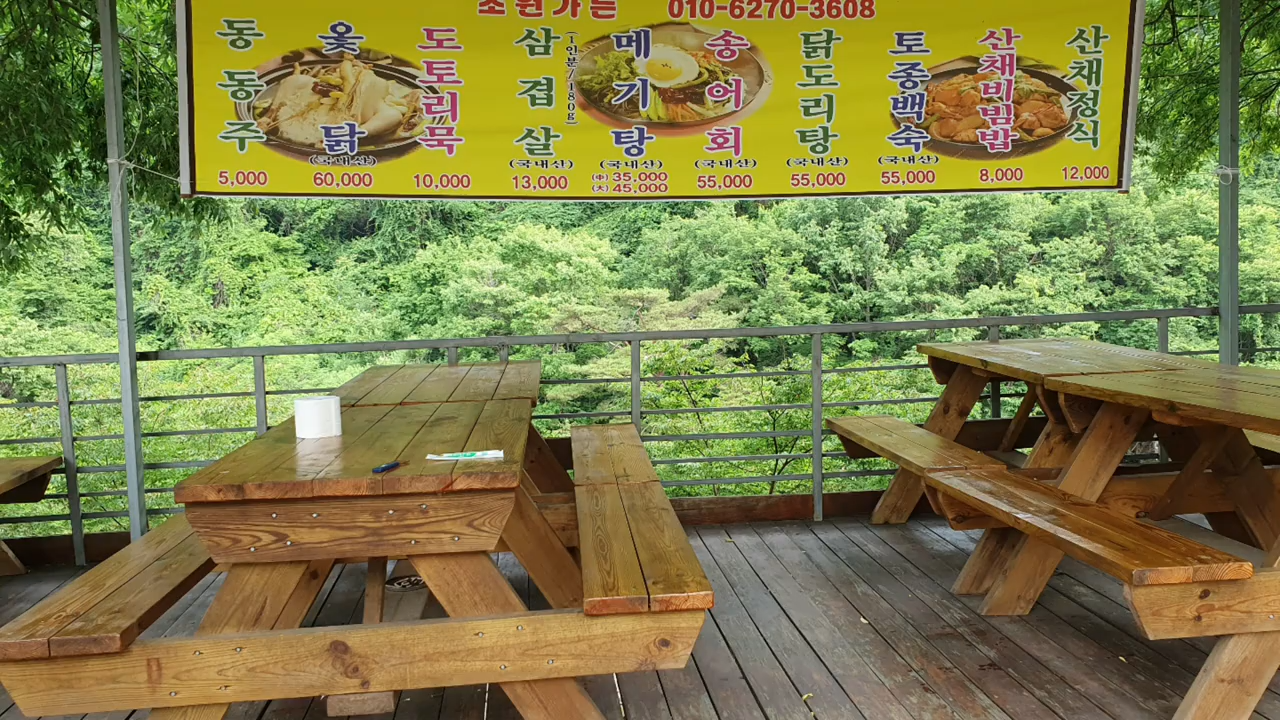 초원가든 010-6270-3608
동동주 5,000
옻닭 (국내산) 60,000
도토리묵 10,000
삼겹살 (1인분/180g) (국내산) 13,000
메기탕 (국내산) (中) 35,000 (大) 45,000
송어회 (국내산) 55,000
닭도리탕 (국내산) 55,000
토종백숙 (국내산) 55,000
산채비빔밥 8,000
산채정식 12,000